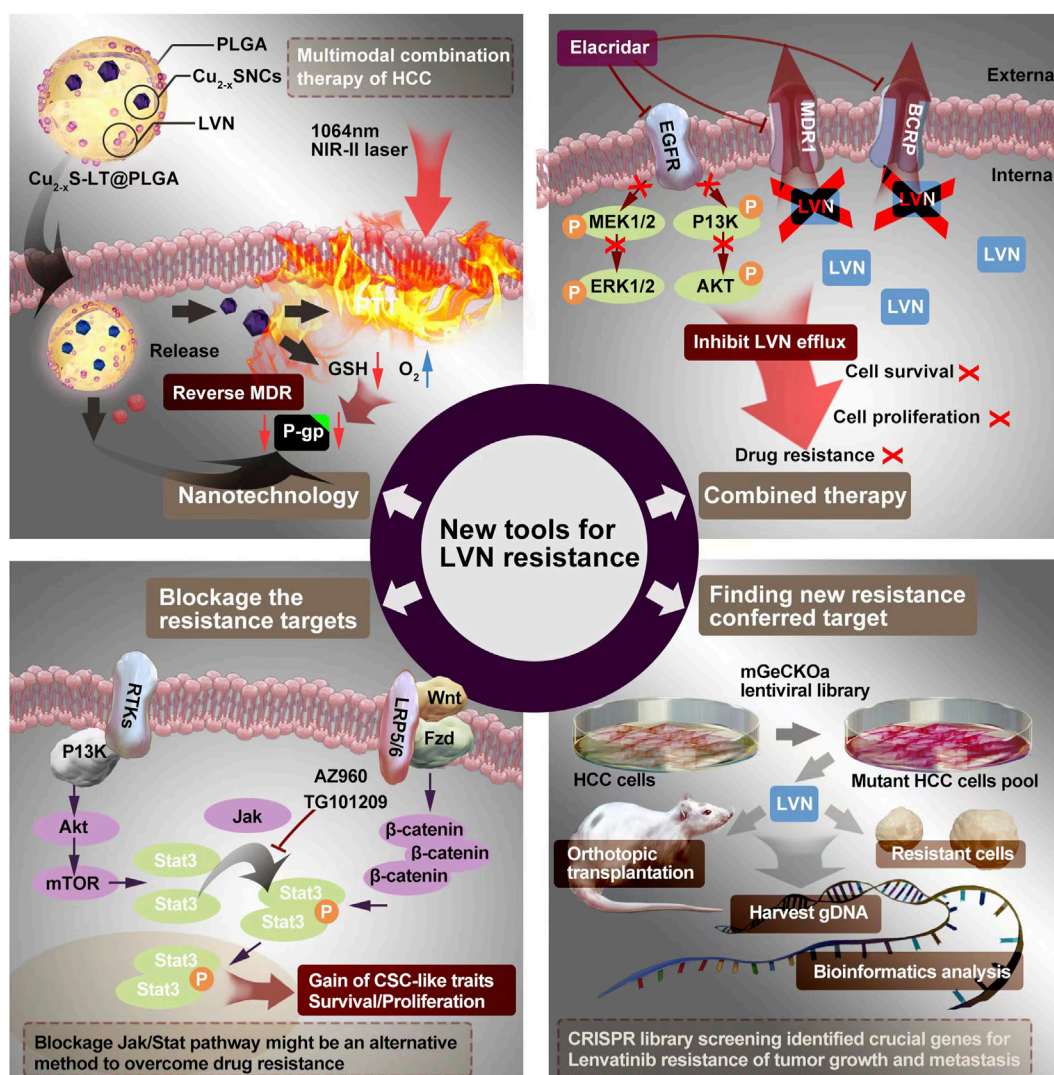 PLGA
Cu2-xSNCs
LVN
Cu2-xS-LT@PLGA
Multimodal combination
therapy of HCC
1064nm
NIR-II laser
PTT
Release
GSH
O2
Reverse MDR
P-gp
Nanotechnology
Elacridar
External
Internal
EGFR
MDR1
BCRP
LVN
LVN
P
MEK1/2
P13K
P
P
ERK1/2
AKT
P
LVN
LVN
LVN
Inhibit LVN efflux
Cell survival
Cell proliferation
Drug resistance
Combined therapy
New tools for
LVN resistance
Blockage the
resistance targets
RTKs
P13K
LRP5/6
Wnt
Fzd
AZ960
TG101209
Akt
Jak
mTOR
Stat3
Stat3
β-catenin
β-catenin
β-catenin
Stat3
Stat3
P
Stat3
Stat3
P
Gain of CSC-like traits
Survival/Proliferation
Blockage Jak/Stat pathway might be an alternative
method to overcome drug resistance
Finding new resistance
conferred target
mGeCKOa
lentiviral library
HCC cells
Mutant HCC cells pool
LVN
Orthotopic
transplantation
Resistant cells
Harvest gDNA
Bioinformatics analysis
CRISPR library screening identified crucial genes for
Lenvatinib resistance of tumor growth and metastasis